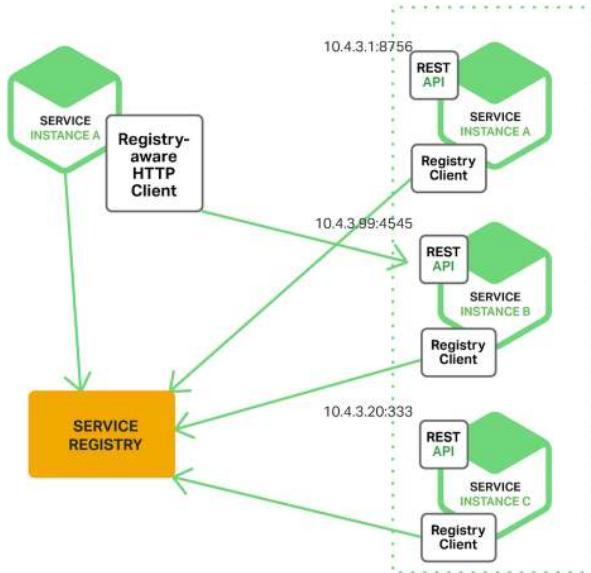 SERVICE
INSTANCE A
Registry-
aware
HTTP
Client
10.4.3.1:8756
REST
API
SERVICE
INSTANCE A
Registry
Client
10.4.3.99:4545
REST
API
SERVICE
INSTANCE B
Registry
Client
SERVICE
REGISTRY
10.4.3.20:333
REST
API
SERVICE
INSTANCE C
Registry
Client